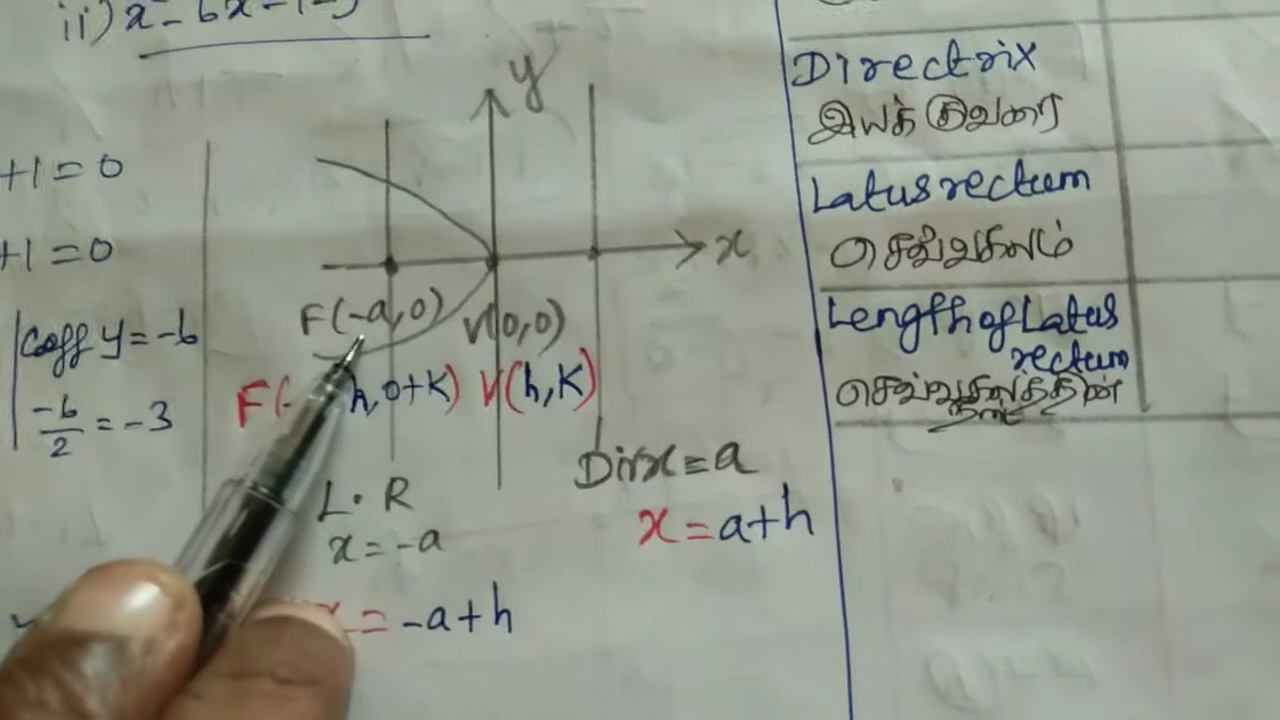 ii)
+1=0
+1=0
Coff y=-6
-6/2 = -3
y
x
F(-a,0)
V(0,0)
F(- h,0+K)
V(h,K)
L.R
x=-a
= -a+h
Dir x=a
x=a+h
Directrix
இயக்குவரை
Latus rectum
செவ்வகலம்
Length of Latus
rectum
செவ்வகலத்தின்